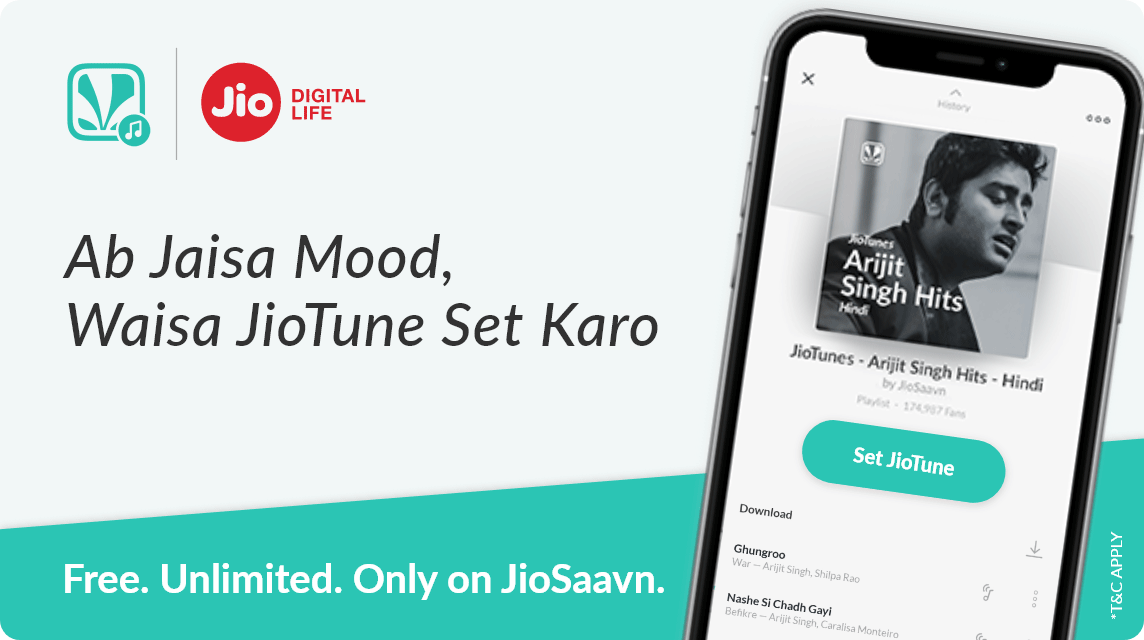 Jio
DIGITAL
LIFE
Ab Jaisa Mood,
Waisa JioTune Set Karo
Free. Unlimited. Only on JioSaavn.
History
JioTunes
Arijit
Singh Hits
Hindi
JioTunes - Arijit Singh Hits - Hindi
by JioSaavn
Playlist - 174,987 Fans
Set JioTune
Download
Ghungroo
War — Arijit Singh, Shilpa Rao
Nashe Si Chadh Gayi
Befikre — Arijit Singh, Caralisa Monteiro
*T&C APPLY